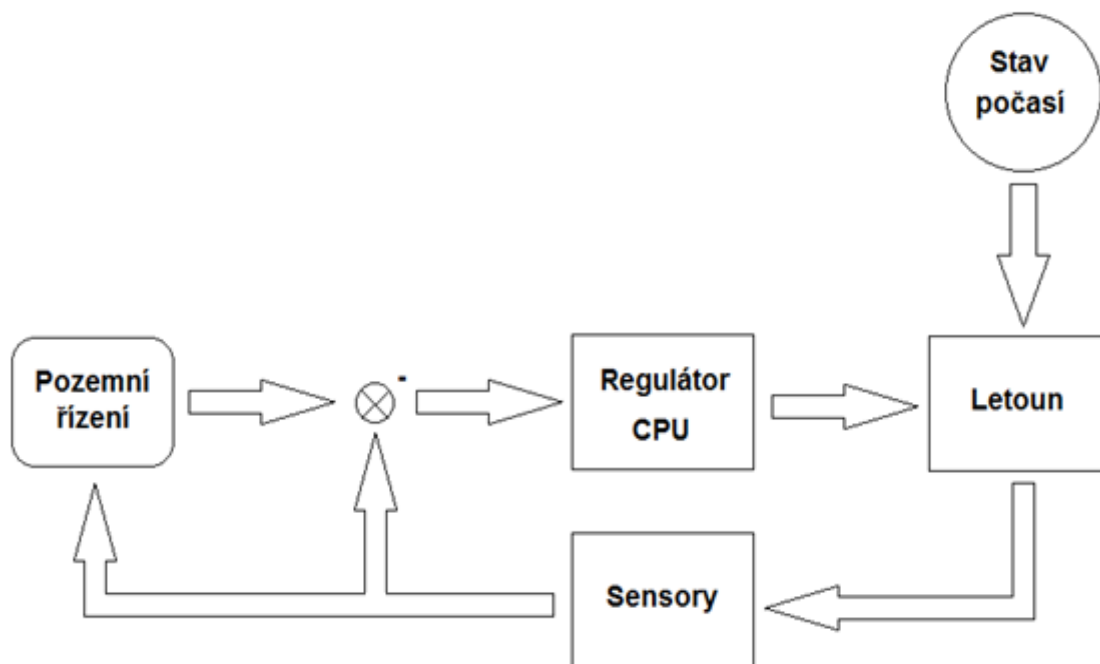 Stav
počasí
Pozemní
řízení
-
Regulátor
CPU
Letoun
Sensory